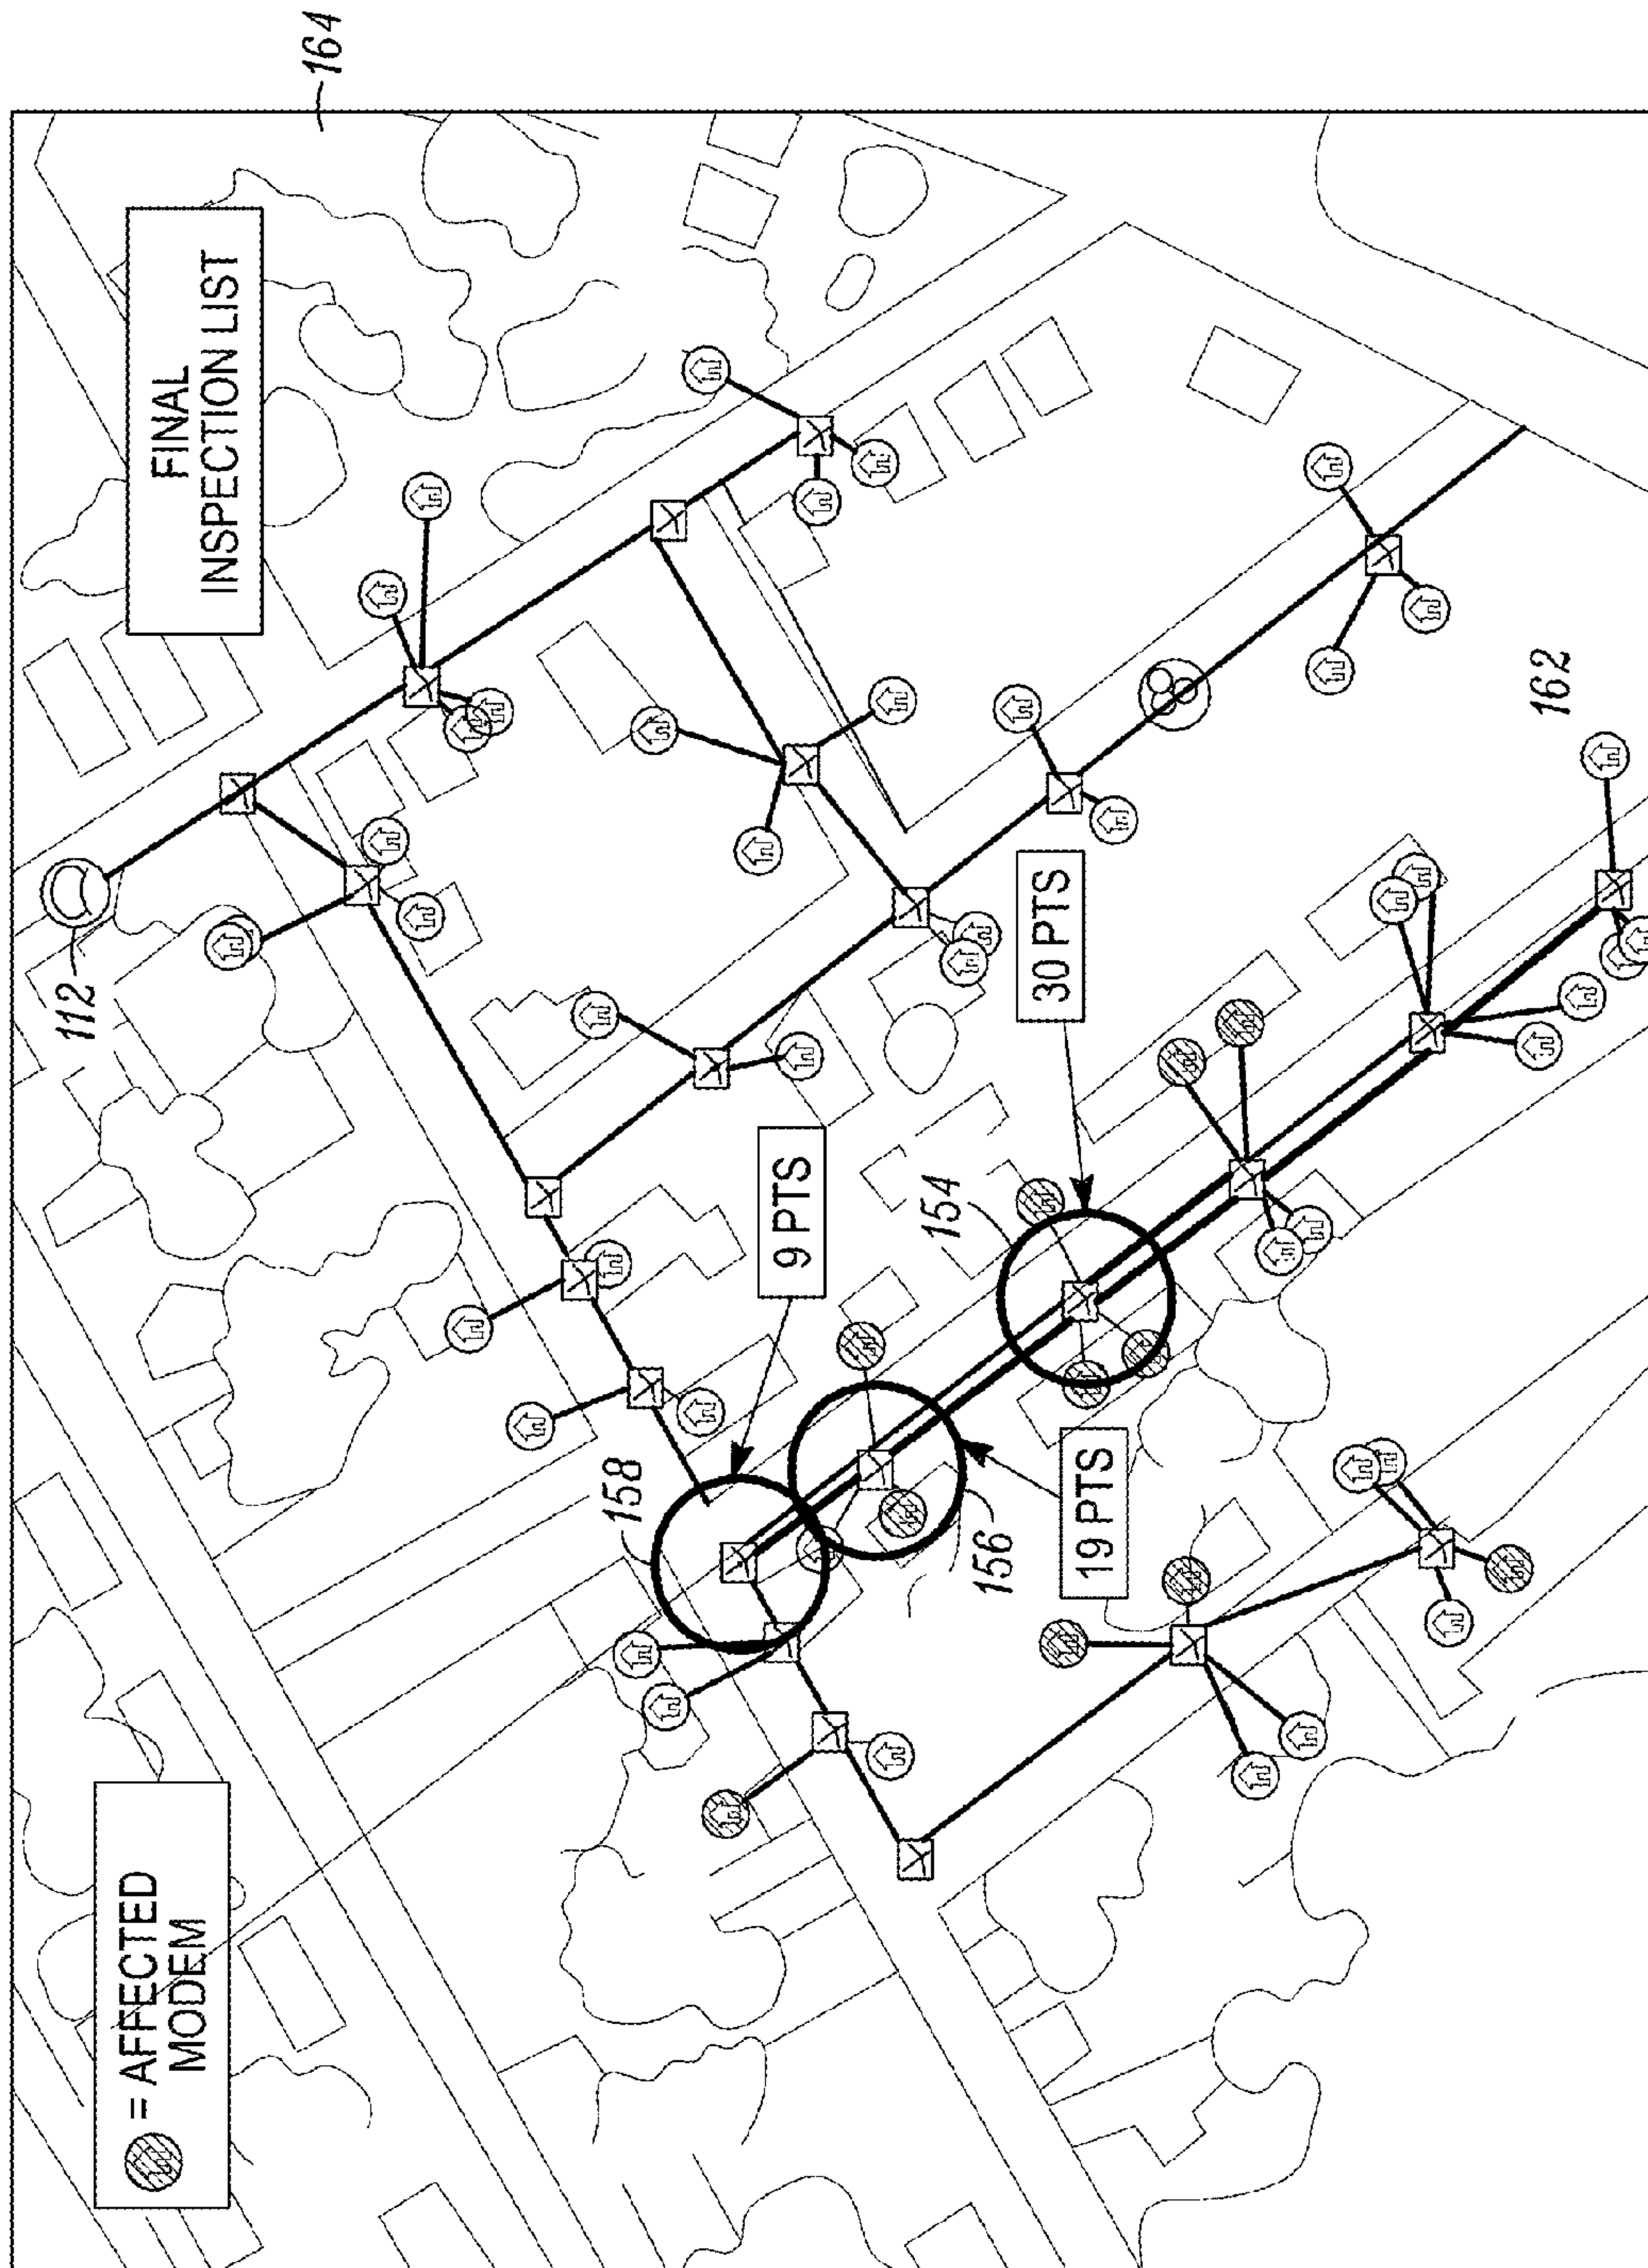 164
FINAL
INSPECTION LIST
112
162
30 PTS
154
9 PTS
158
156
19 PTS
= AFFECTED
MODEM